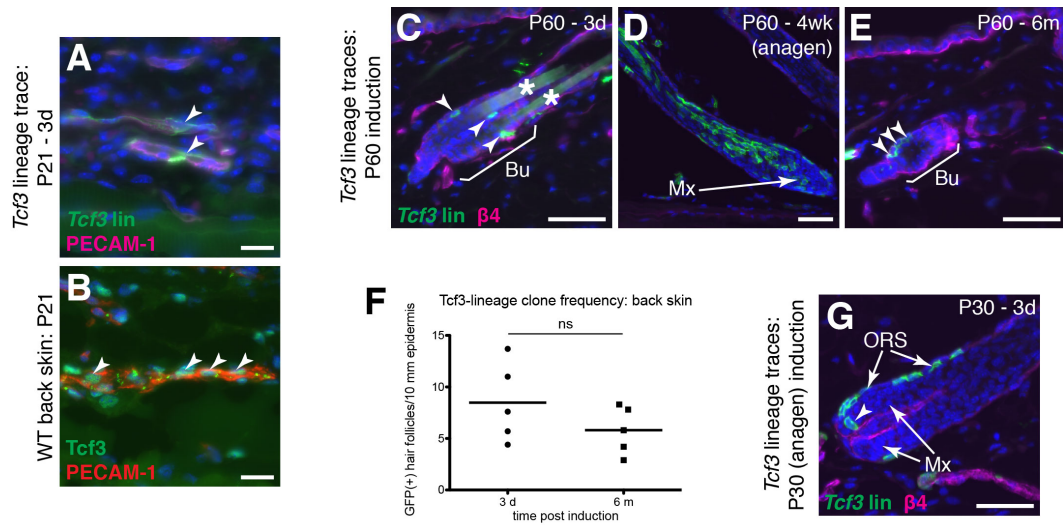 A
Tcf3 lineage trace:
P21 - 3d
Tcf3 lin
PECAM-1
B
WT back skin: P21
Tcf3
PECAM-1
Tcf3 lineage traces:
P60 induction
C
P60 - 3d
*
*
Bu
Tcf3 lin β4
D
P60 - 4wk
(anagen)
Mx
E
P60 - 6m
Bu
F
Tcf3-lineage clone frequency: back skin
ns
GFP(+) hair follicles/10 mm epidermis
15
10
5
0
3 d
6 m
time post induction
Tcf3 lineage traces:
P30 (anagen) induction
G
P30 - 3d
ORS
Mx
Tcf3 lin β4